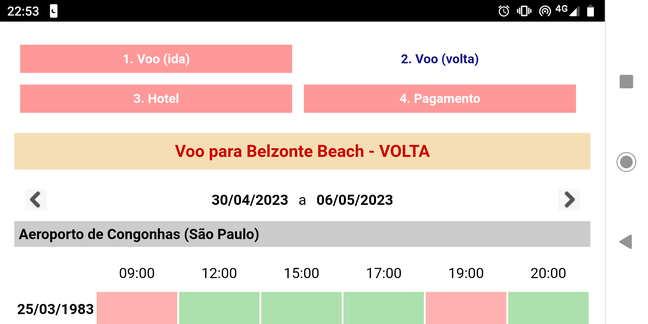 22:53 4G
1. Voo (ida) 2. Voo (volta)
3. Hotel 4. Pagamento
Voo para Belzonte Beach - VOLTA
30/04/2023 a 06/05/2023
Aeroporto de Congonhas (São Paulo)
09:00 12:00 15:00 17:00 19:00 20:00
25/03/1983